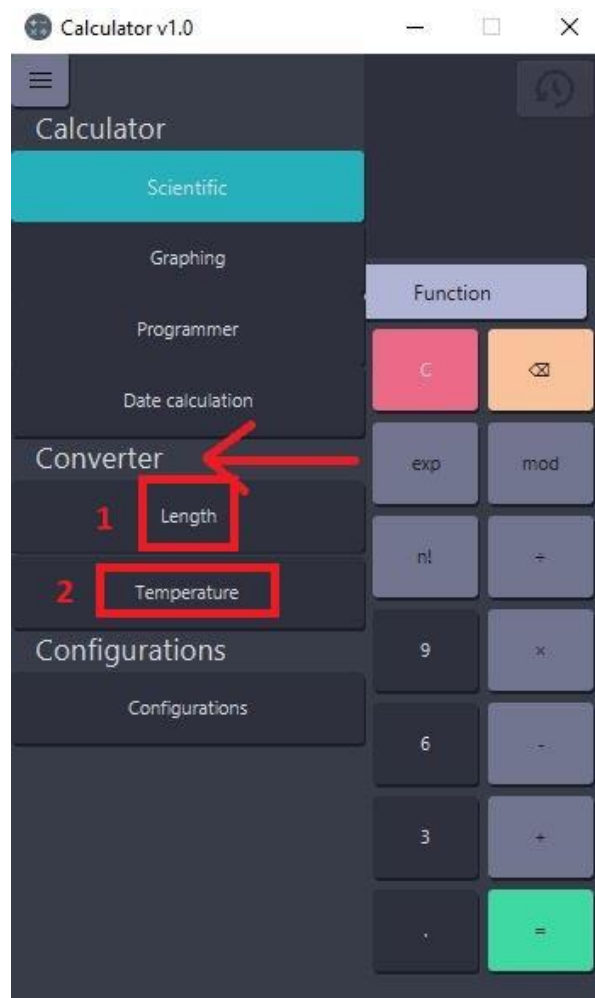 Calculator v1.0
Calculator
Scientific
Graphing
Programmer
Date calculation
Converter
1 Length
2 Temperature
Configurations
Configurations
Function
C ⌫
exp mod
n! ÷
9 ×
6 -
3 +
. =